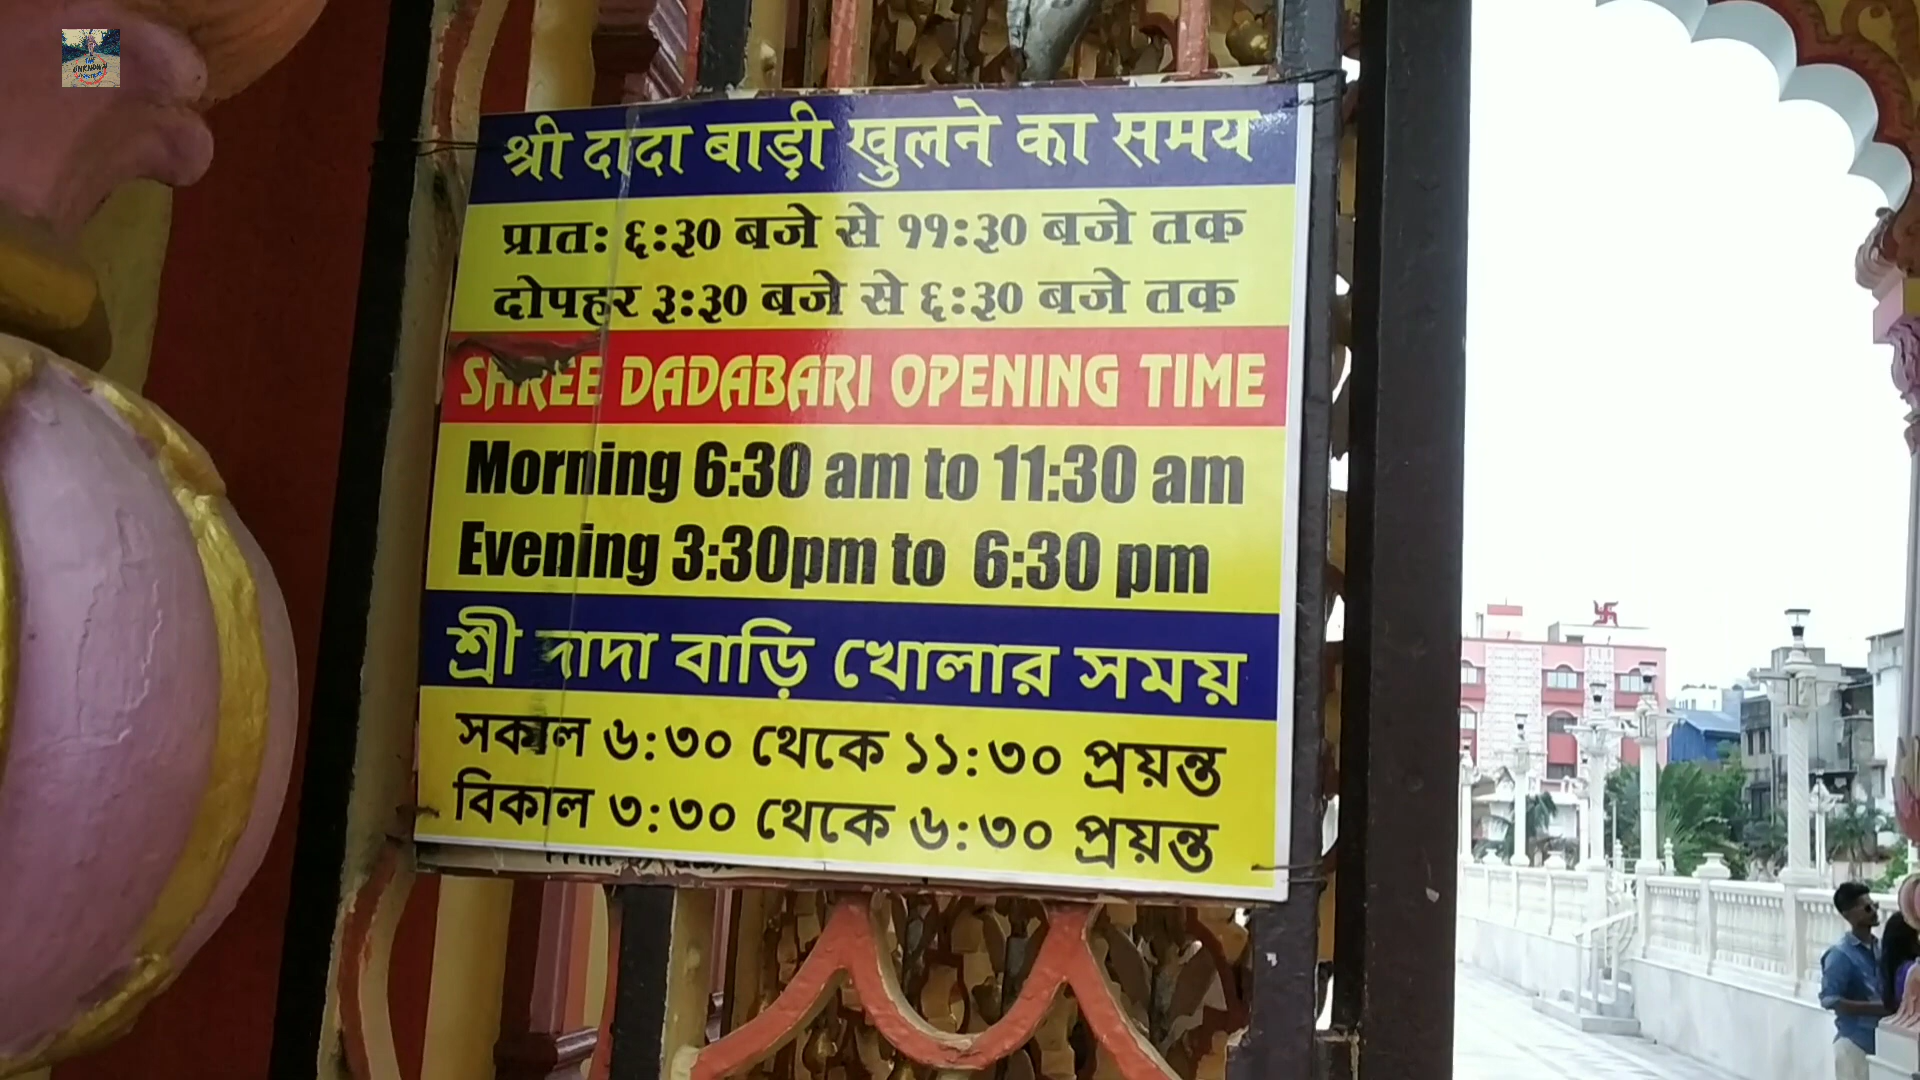 श्री दादा बाड़ी खुलने का समय
प्रातः ६:३० बजे से ११:३० बजे तक
दोपहर ३:३० बजे से ६:३० बजे तक
SHREE DADABARI OPENING TIME
Morning 6:30 am to 11:30 am
Evening 3:30pm to 6:30 pm
শ্রী দাদা বাড়ি খোলার সময়
সকাল ৬:৩০ থেকে ১১:৩০ প্রয়ন্ত
বিকাল ৩:৩০ থেকে ৬:৩০ প্রয়ন্ত